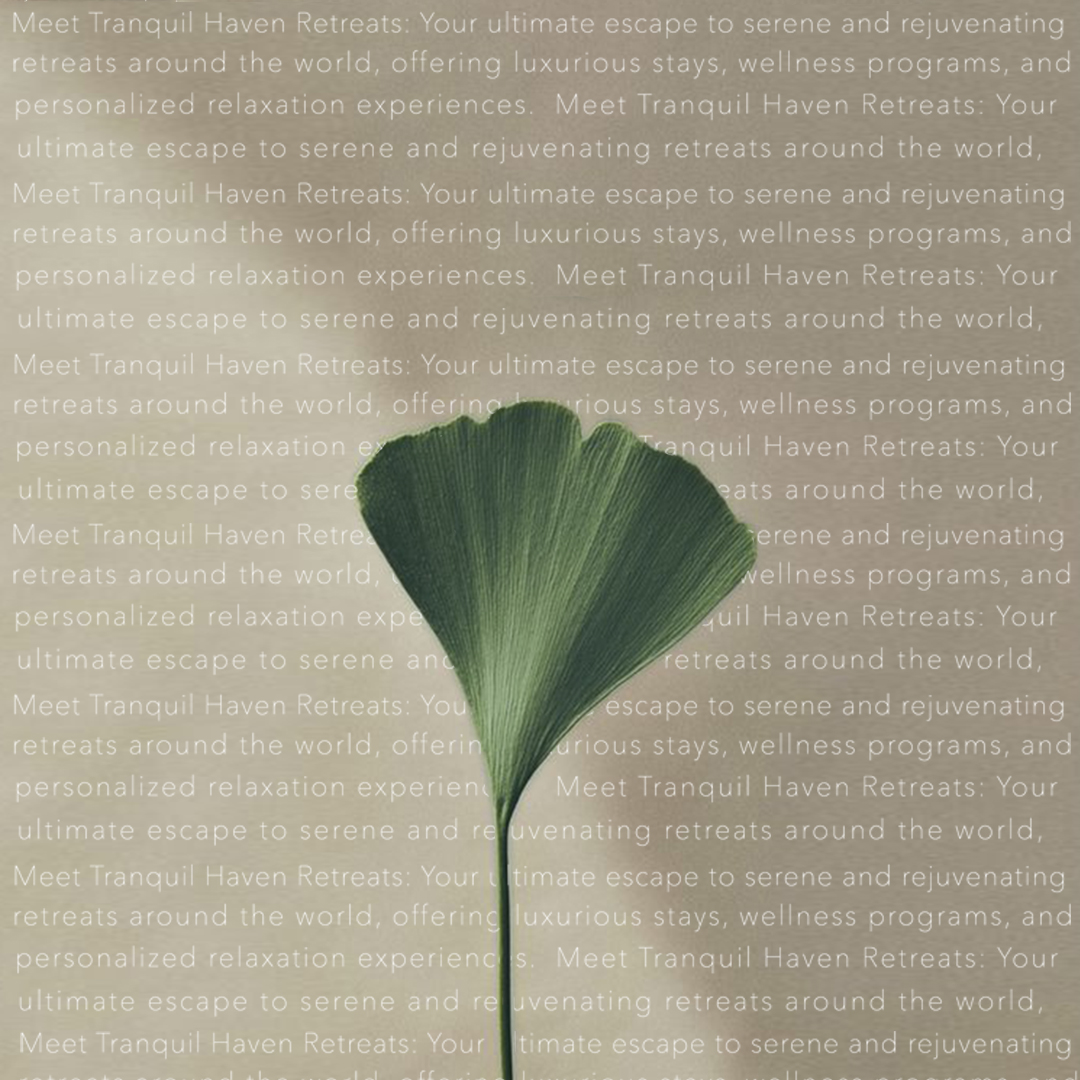 Meet Tranquil Haven Retreats: Your ultimate escape to serene and rejuvenating
retreats around the world, offering luxurious stays, wellness programs, and
personalized relaxation experiences. Meet Tranquil Haven Retreats: Your
ultimate escape to serene and rejuvenating retreats around the world,
Meet Tranquil Haven Retreats: Your ultimate escape to serene and rejuvenating
retreats around the world, offering luxurious stays, wellness programs, and
personalized relaxation experiences. Meet Tranquil Haven Retreats: Your
ultimate escape to serene and rejuvenating retreats around the world,
Meet Tranquil Haven Retreats: Your ultimate escape to serene and rejuvenating
retreats around the world, offering rious stays, wellness programs, and
personalized relaxation Tranquil Haven Retreats: Your
ultimate escape to around the world,
Meet Tranquil Haven and rejuvenating
retreats around the world, wellness programs, and
personalized relaxation Retreats: Your
ultimate escape to serene retreats around the world,
Meet Tranquil Haven Retreats: escape to serene and rejuvenating
retreats around the world, stays, wellness programs, and
personalized relaxation Meet Tranquil Haven Retreats: Your
ultimate escape to serene and re uvenating retreats around the world,
Meet Tranquil Haven Retreats: Your timate escape to serene and rejuvenating
retreats around the world, offering luxurious stays, wellness programs, and
personalized relaxation experiences. Meet Tranquil Haven Retreats: Your
ultimate escape to serene and re uvenating retreats around the world,
Meet Tranquil Haven Retreats: Your timate escape to serene and rejuvenating